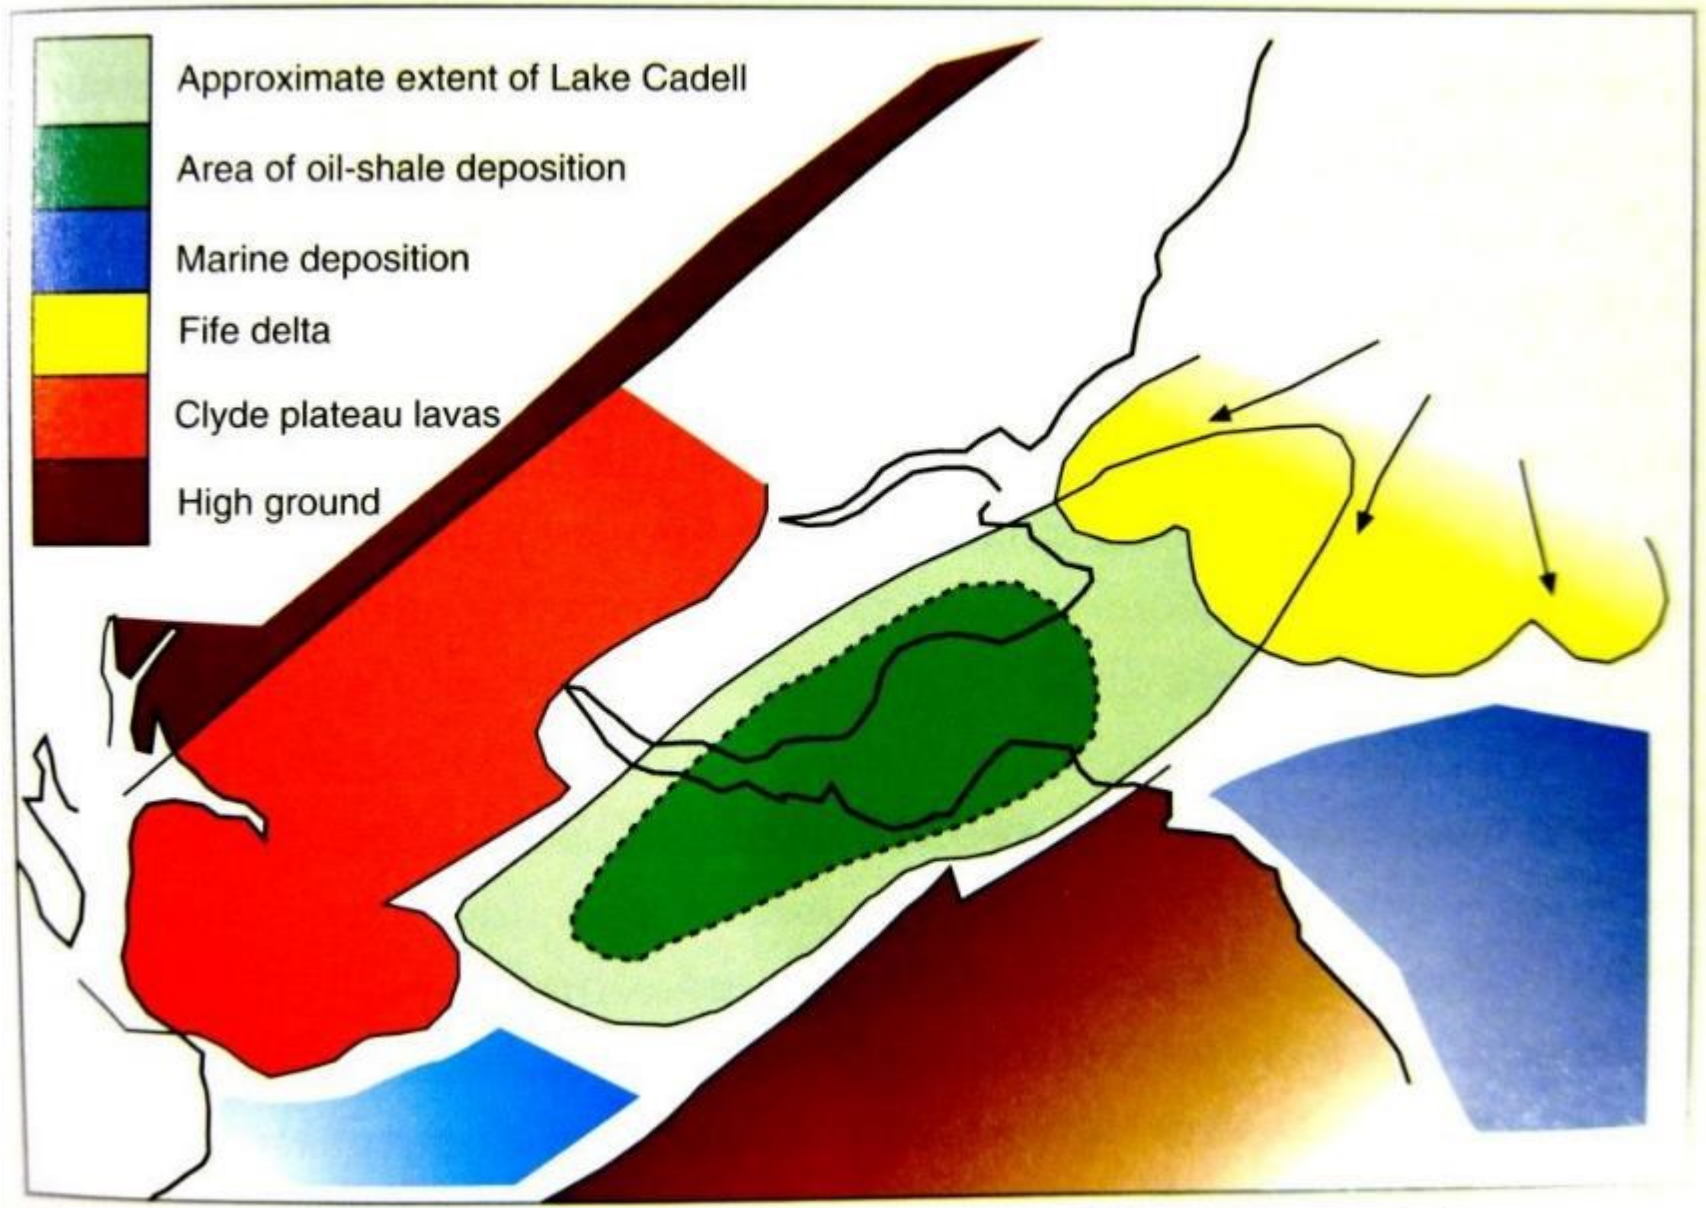 Approximate extent of Lake Cadell
Area of oil-shale deposition
Marine deposition
Fife delta
Clyde plateau lavas
High ground